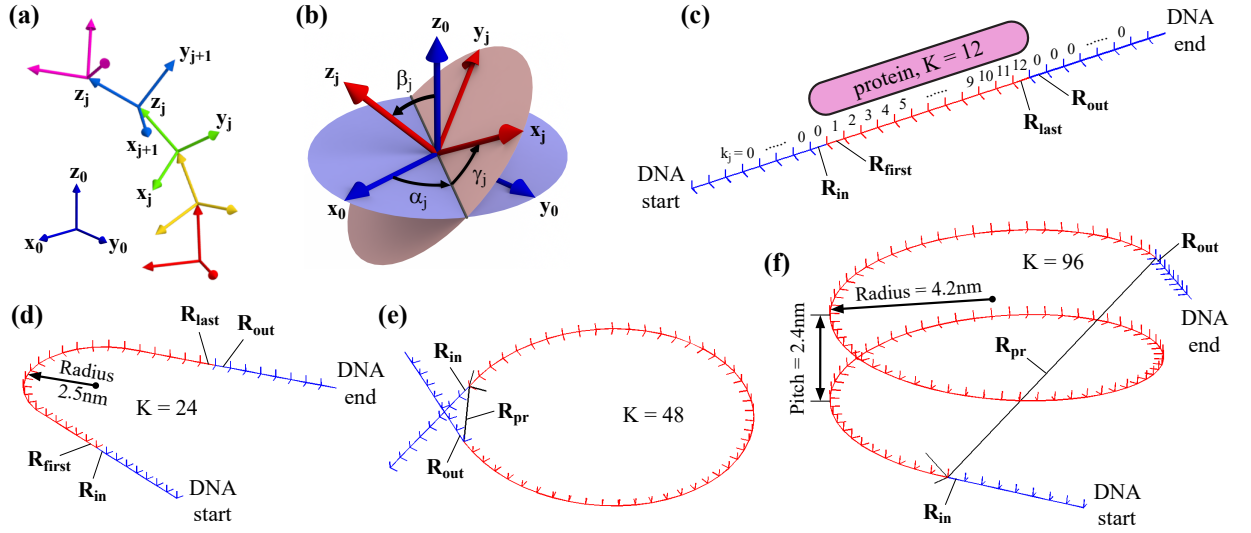 (a)
z_j
y_{j+1}
z_j
x_{j+1}
y_j
x_j
z_0
x_0
y_0
(b)
z_0
y_j
z_j
β_j
x_j
γ_j
α_j
x_0
y_0
(c)
protein, K = 12
DNA
end
k_j = 0 ...... 0 0 1 2 3 4 5 ...... 9 10 11 12 0 0 0 ...... 0
R_out
R_last
R_first
R_in
DNA
start
(d)
R_last
R_out
Radius
2.5nm
K = 24
DNA
end
R_first
R_in
DNA
start
(e)
R_in
R_pr
K = 48
R_out
(f)
K = 96
R_out
Radius = 4.2nm
DNA
end
Pitch = 2.4nm
R_pr
R_in
DNA
start